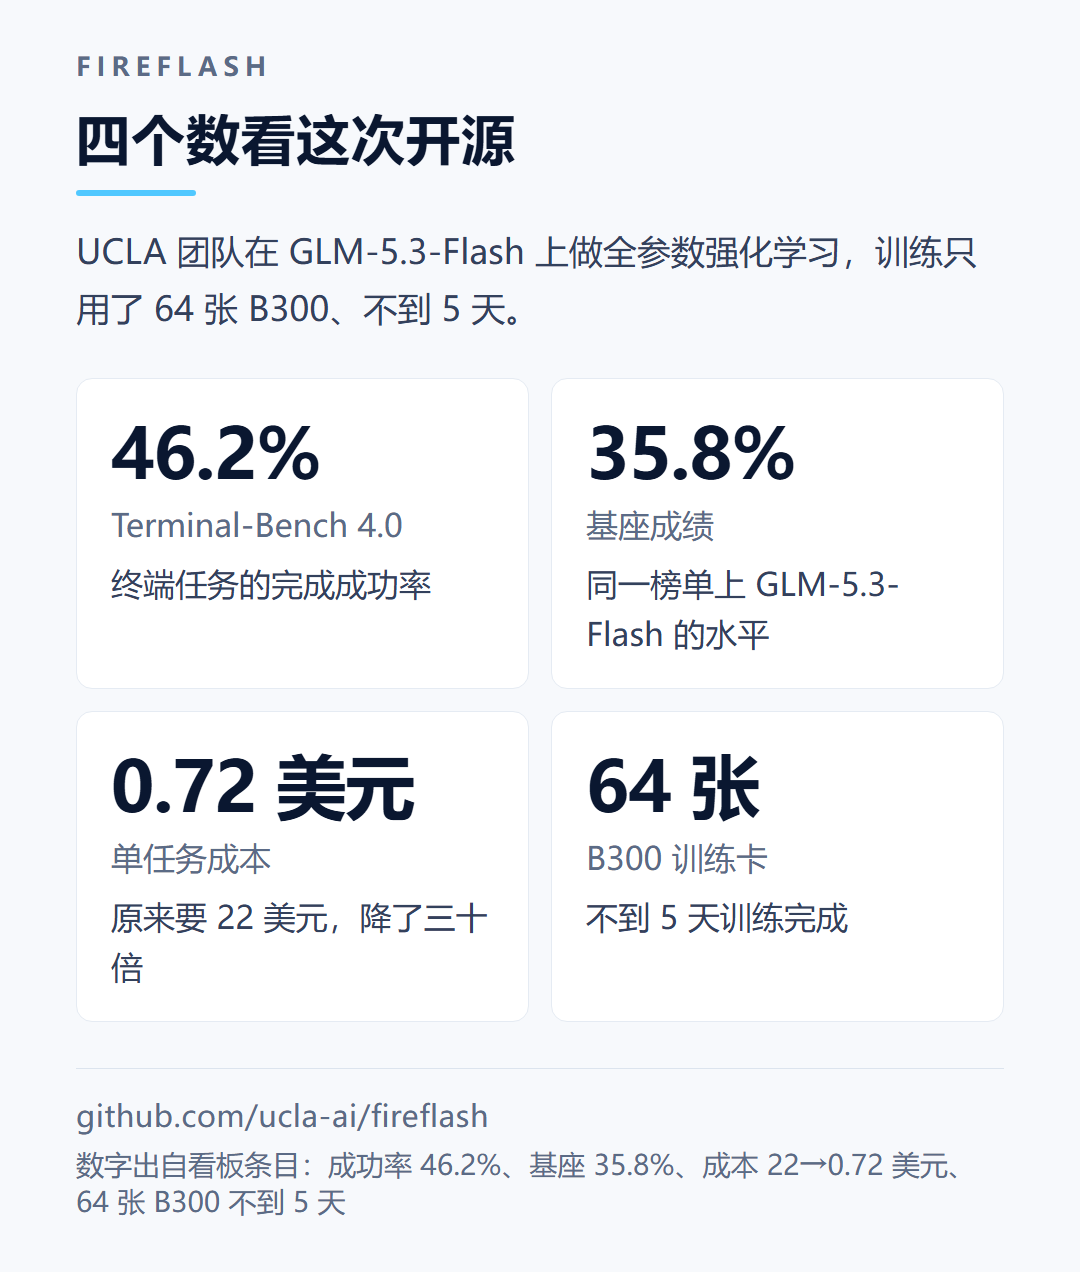 FIREFLASH
四个数看这次开源
UCLA 团队在 GLM-5.3-Flash 上做全参数强化学习，训练只
用了 64 张 B300、不到 5 天。
46.2%
Terminal-Bench 4.0
终端任务的完成成功率
35.8%
基座成绩
同一榜单上 GLM-5.3-
Flash 的水平
0.72 美元
单任务成本
原来要 22 美元，降了三十
倍
64 张
B300 训练卡
不到 5 天训练完成
github.com/ucla-ai/fireflash
数字出自看板条目：成功率 46.2%、基座 35.8%、成本 22→0.72 美元、
64 张 B300 不到 5 天